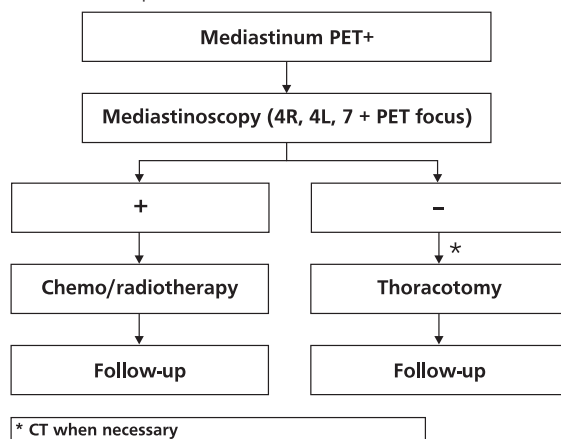 Mediastinum PET+
Mediastinoscopy (4R, 4L, 7 + PET focus)
+
–
*
Chemo/radiotherapy
Thoracotomy
Follow-up
Follow-up
* CT when necessary